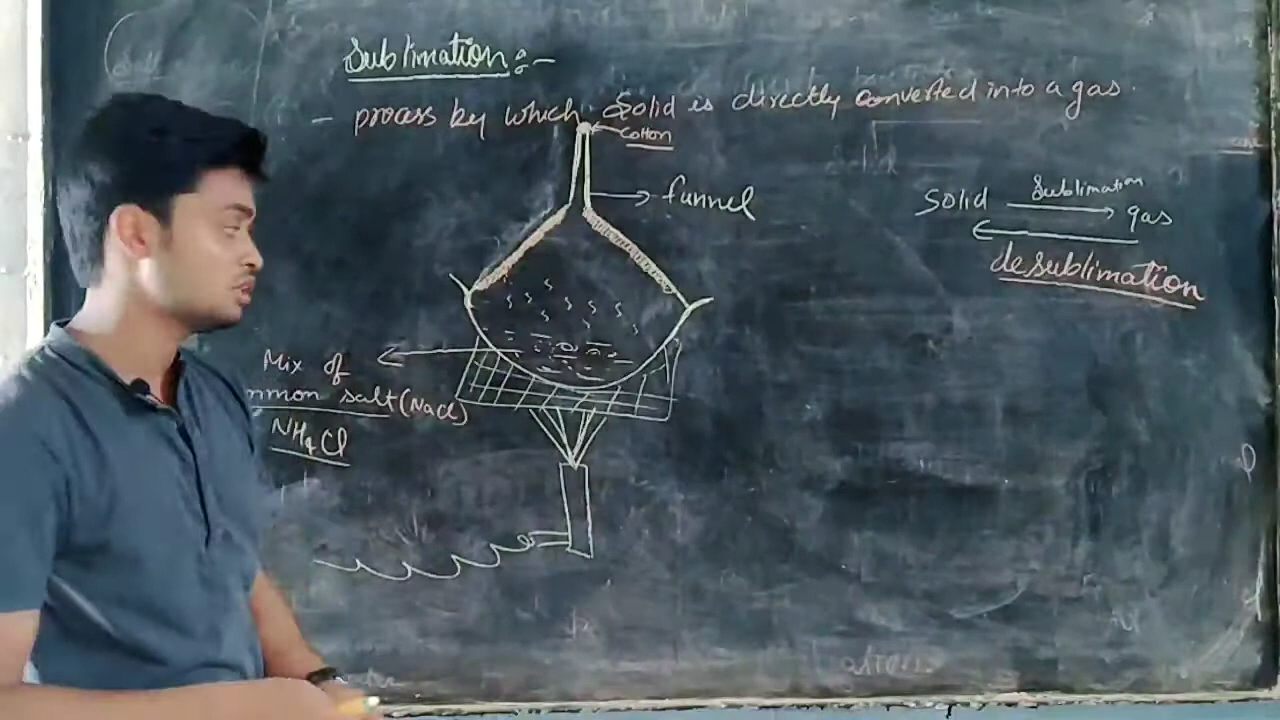 Sublimation:-
- process by which Solid is directly converted into a gas.
Cotton
funnel
Solid Sublimation gas
desublimation
Mix of
mmon salt (NaCl)
NH4Cl